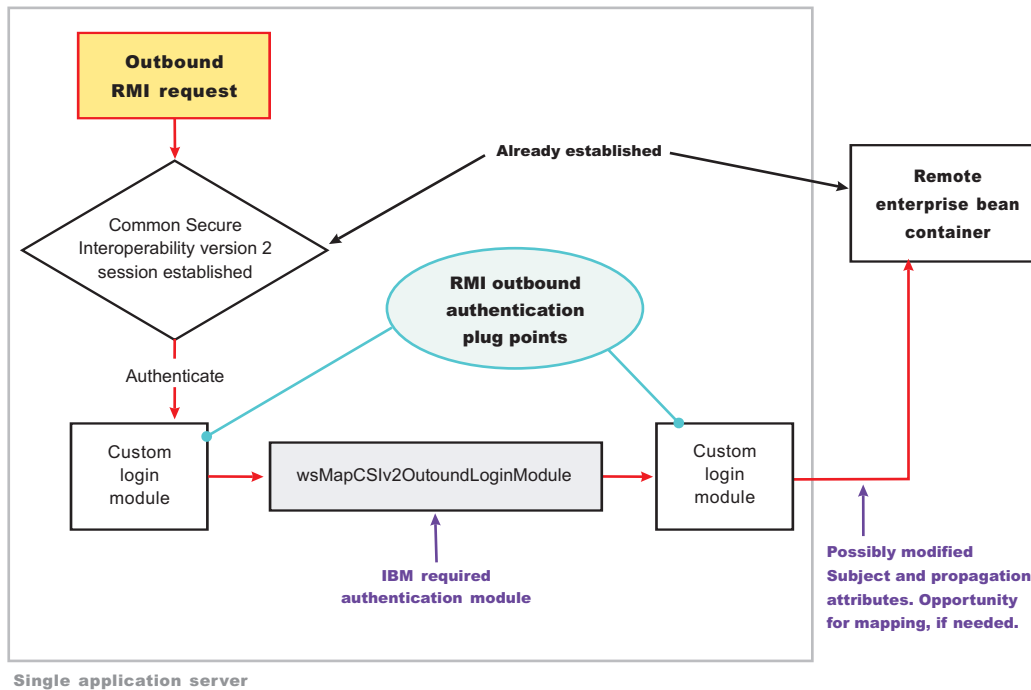 Outbound
RMI request
Already established
Remote
enterprise bean
container
Common Secure
Interoperability version 2
session established
RMI outbound
authentication
plug points
Authenticate
Custom
login
module
wsMapCSIv2OutoundLoginModule
Custom
login
module
IBM required
authentication module
Possibly modified
Subject and propagation
attributes. Opportunity
for mapping, if needed.
Single application server